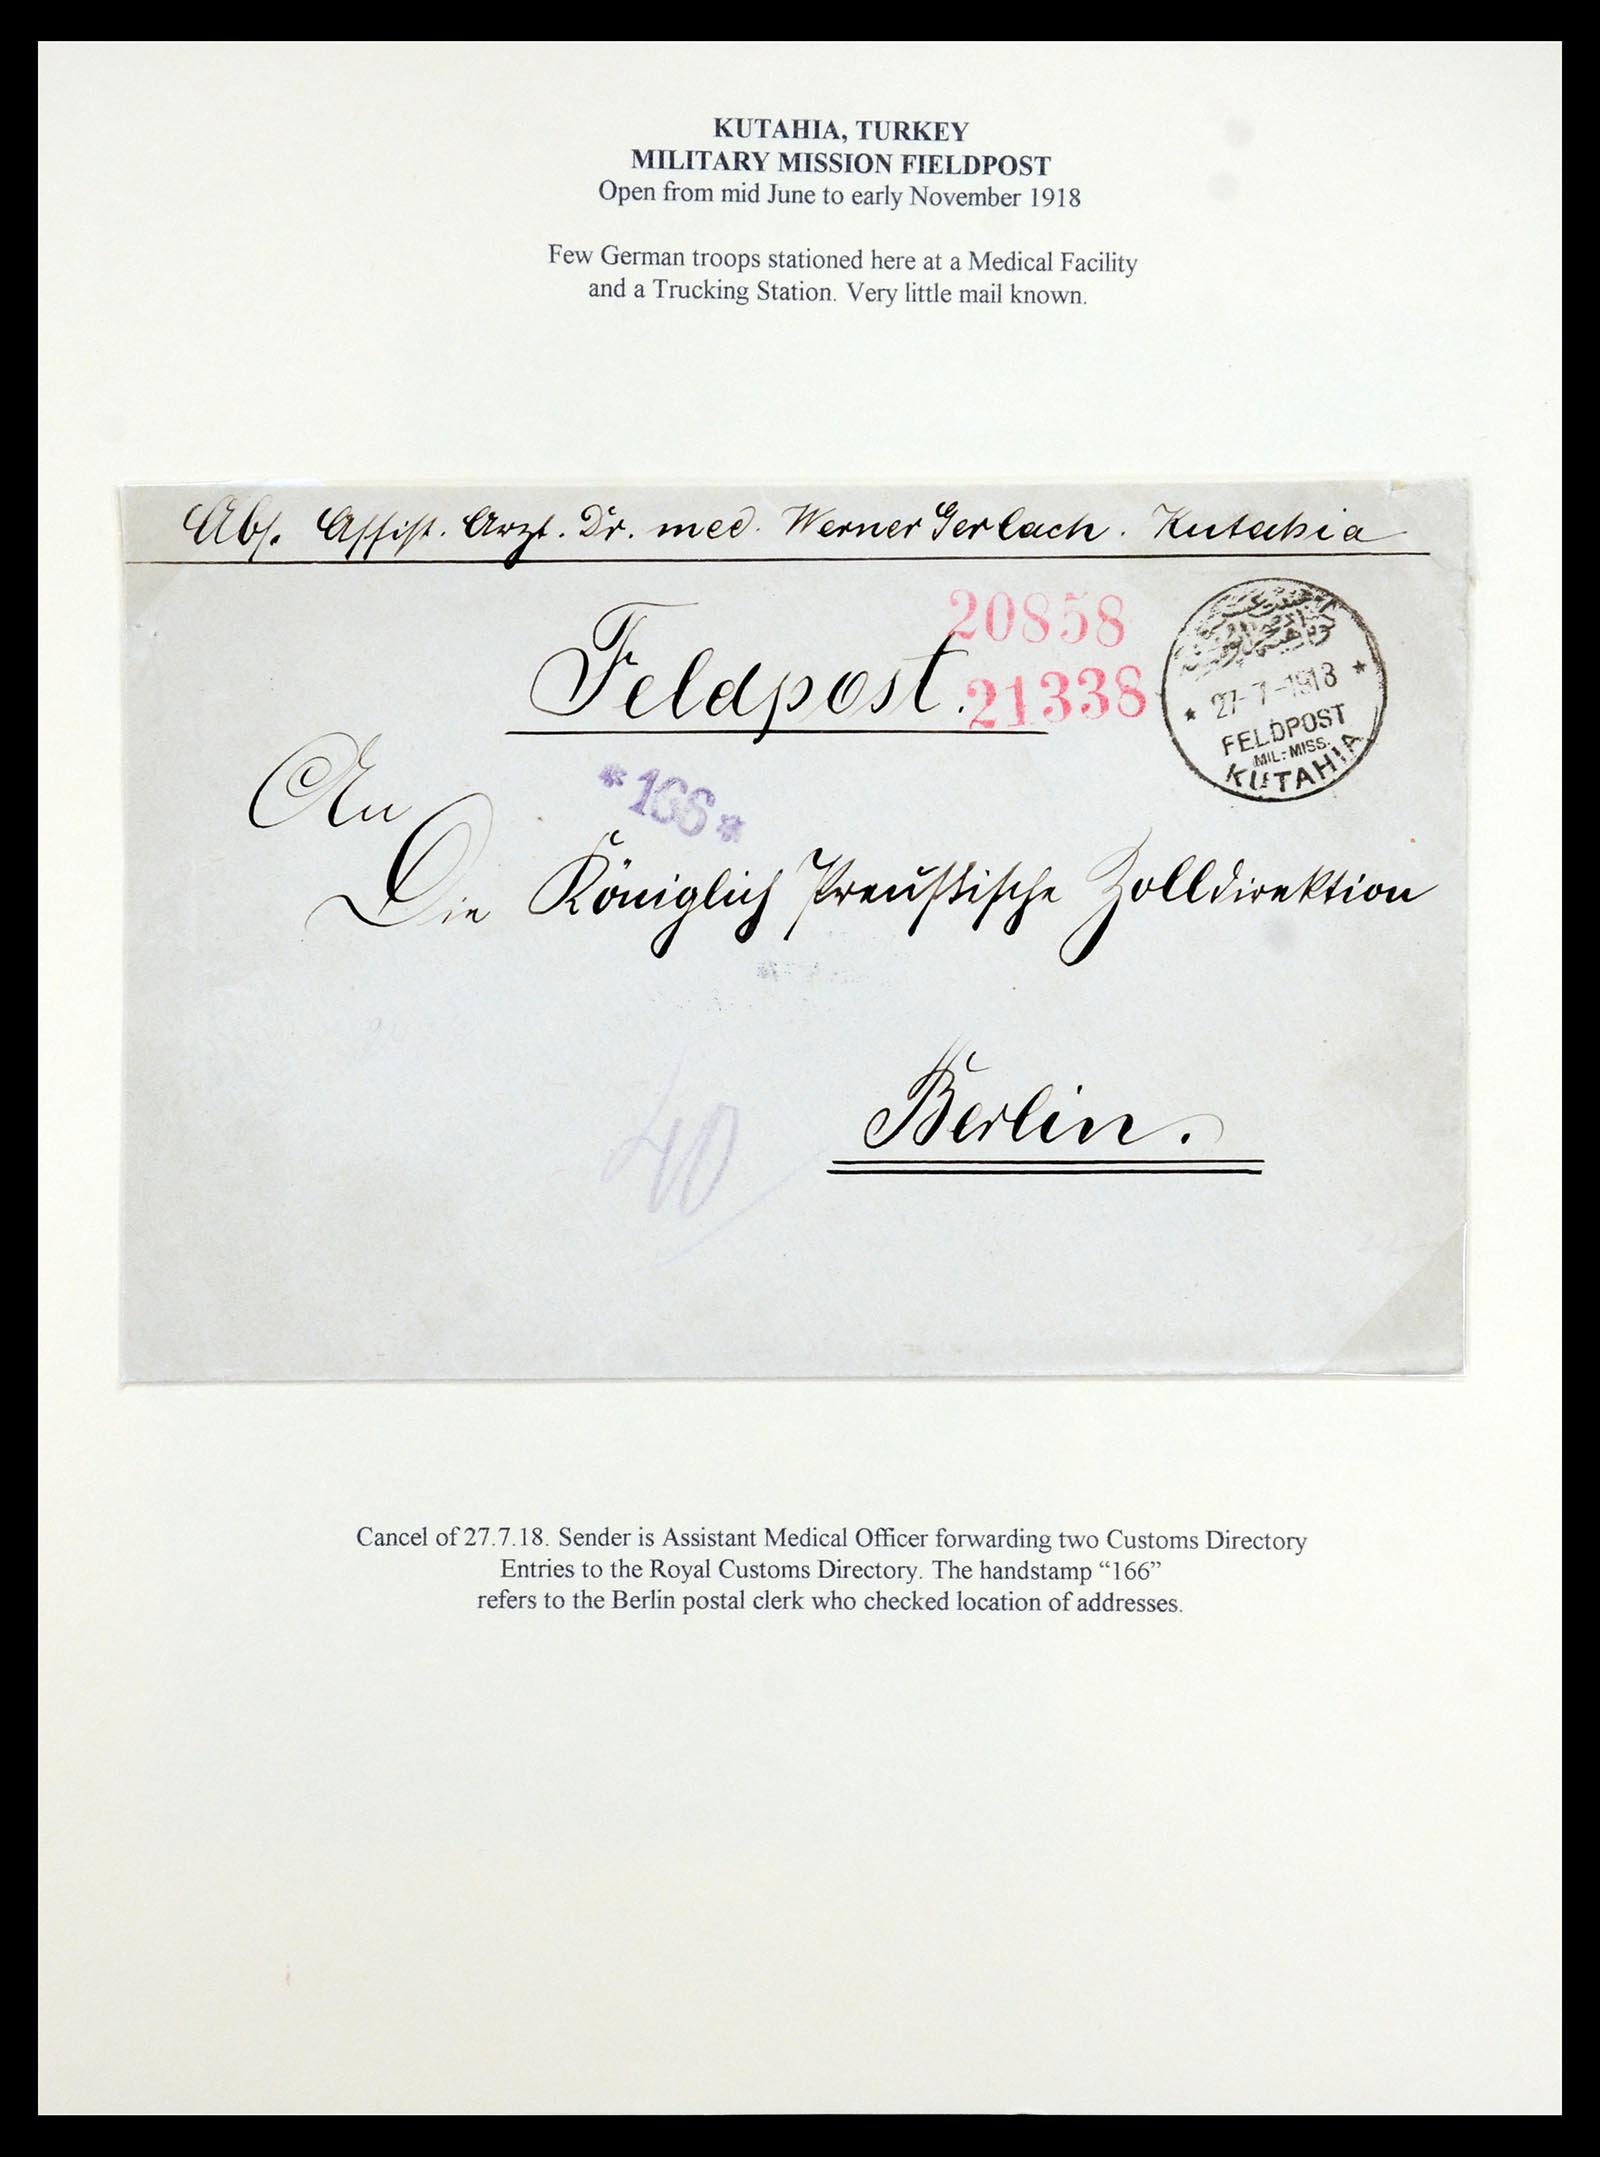 KUTAHIA, TURKEY
MILITARY MISSION FIELDPOST
Open from mid June to early November 1918
Few German troops stationed here at a Medical Facility
and a Trucking Station. Very little mail known.
Abs. Assist. Arzt. Dr. med. Werner Gerlach. Kutahia
20858
Feldpost.
21338
27-7-1918
FELDPOST
MIL.-MISS.
KUTAHIA
An
*166*
Die Königlich Preußische Zolldirektion
Berlin.
40
Cancel of 27.7.18. Sender is Assistant Medical Officer forwarding two Customs Directory
Entries to the Royal Customs Directory. The handstamp “166”
refers to the Berlin postal clerk who checked location of addresses.